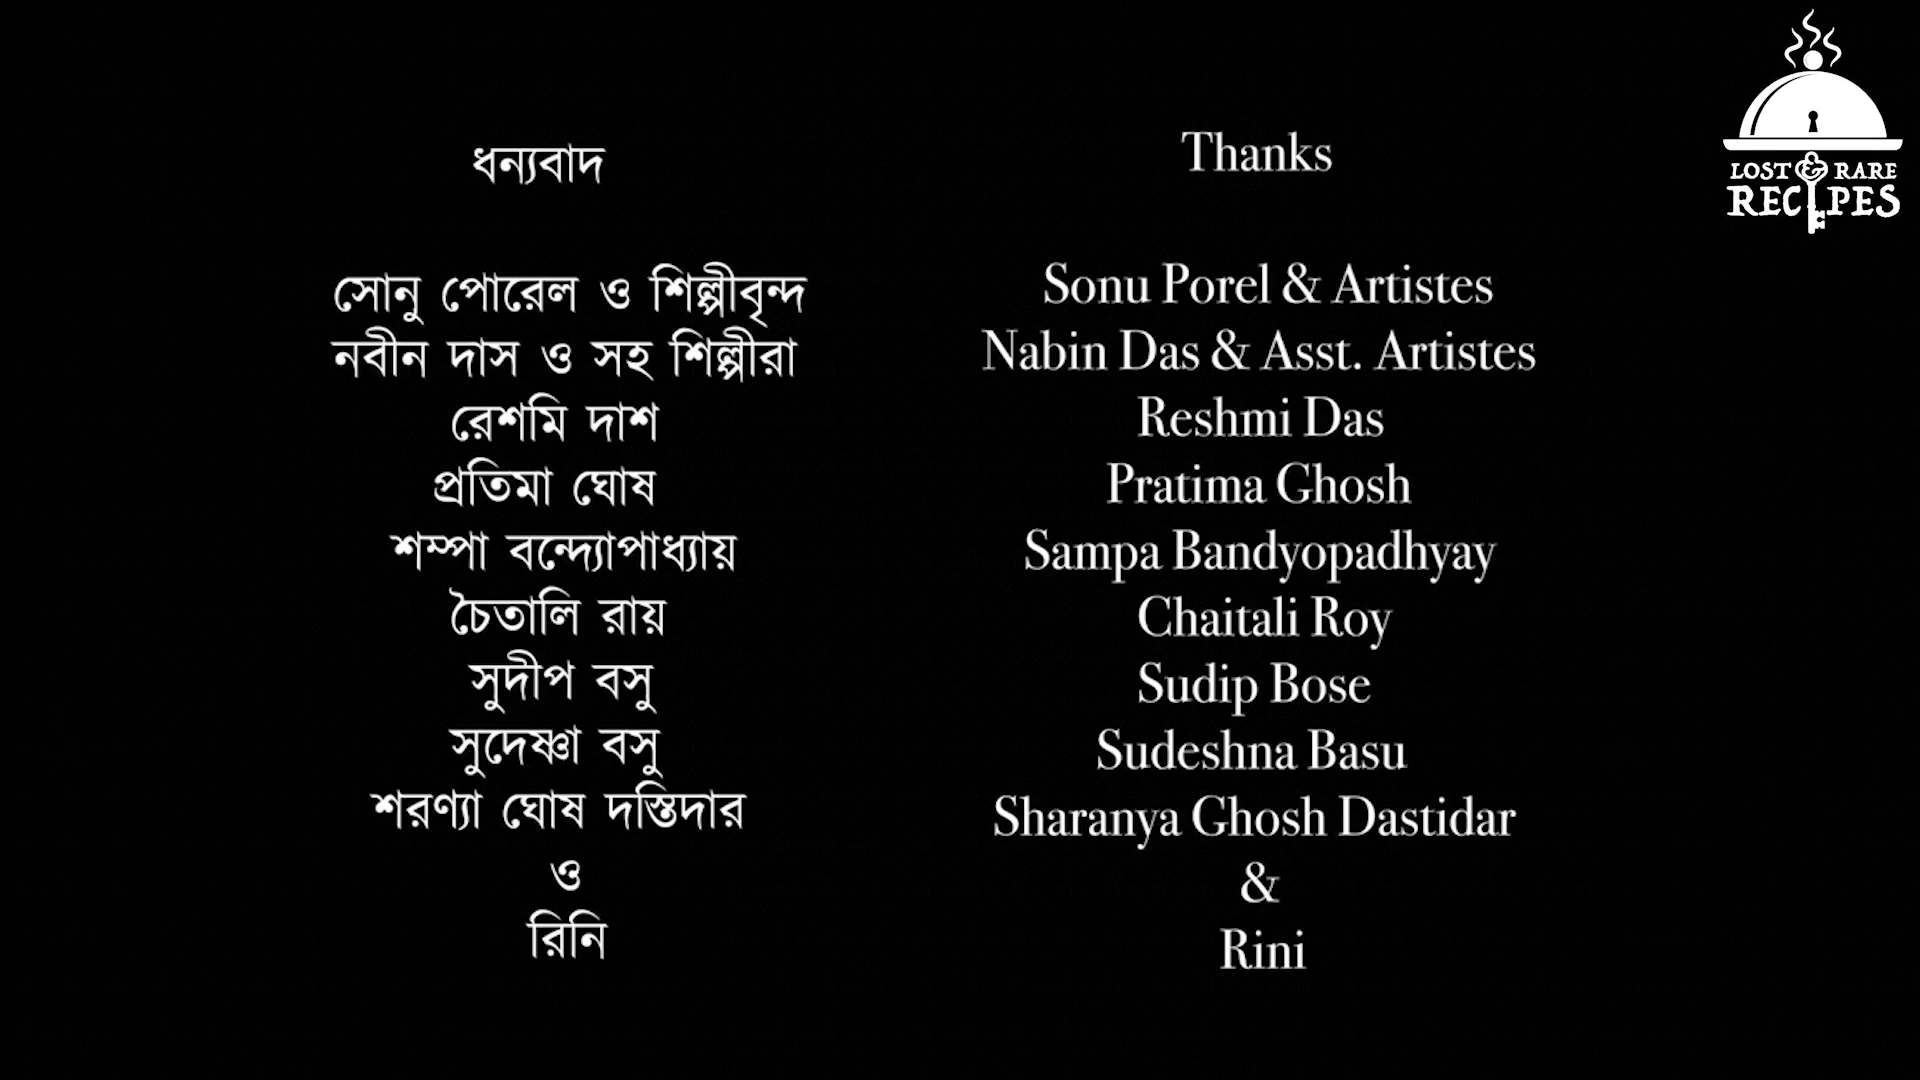 ধন্যবাদ
সোনু পোরেল ও শিল্পীবৃন্দ
নবীন দাস ও সহ শিল্পীরা
রেশমি দাশ
প্রতিমা ঘোষ
শম্পা বন্দ্যোপাধ্যায়
চৈতালি রায়
সুদীপ বসু
সুদেষ্ণা বসু
শরণ্যা ঘোষ দস্তিদার
ও
রিনি
Thanks
Sonu Porel & Artistes
Nabin Das & Asst. Artistes
Reshmi Das
Pratima Ghosh
Sampa Bandyopadhyay
Chaitali Roy
Sudip Bose
Sudeshna Basu
Sharanya Ghosh Dastidar
&
Rini
LOST & RARE
RECIPES